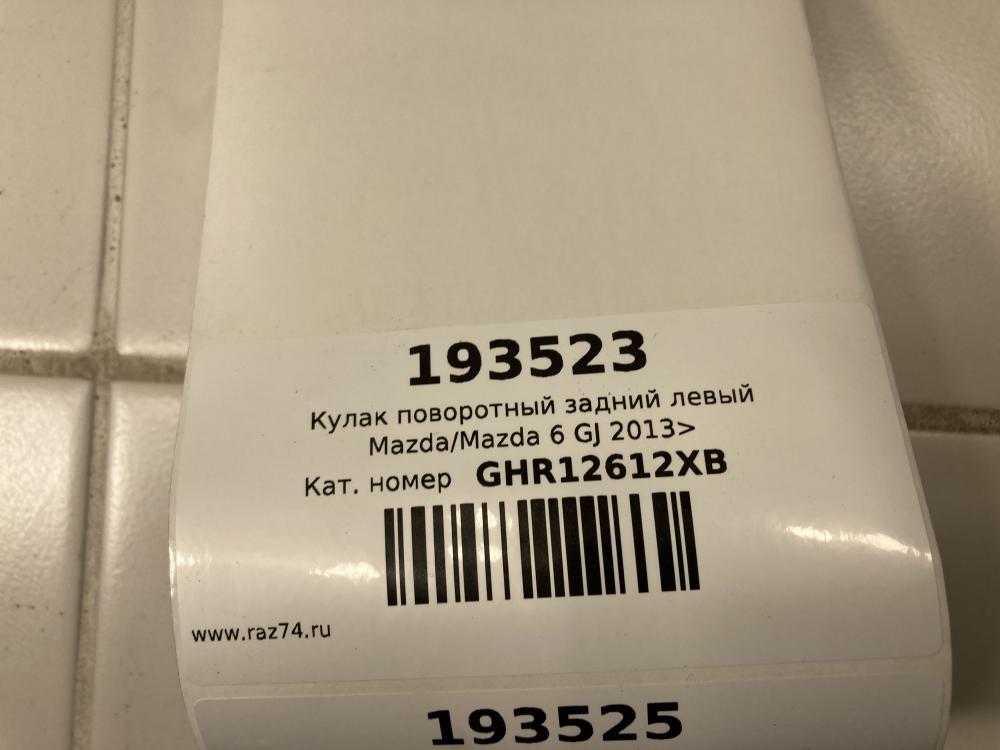 193523
Кулак поворотный задний левый
Mazda/Mazda 6 GJ 2013>
Кат. номер GHR12612XB
www.raz74.ru
193525